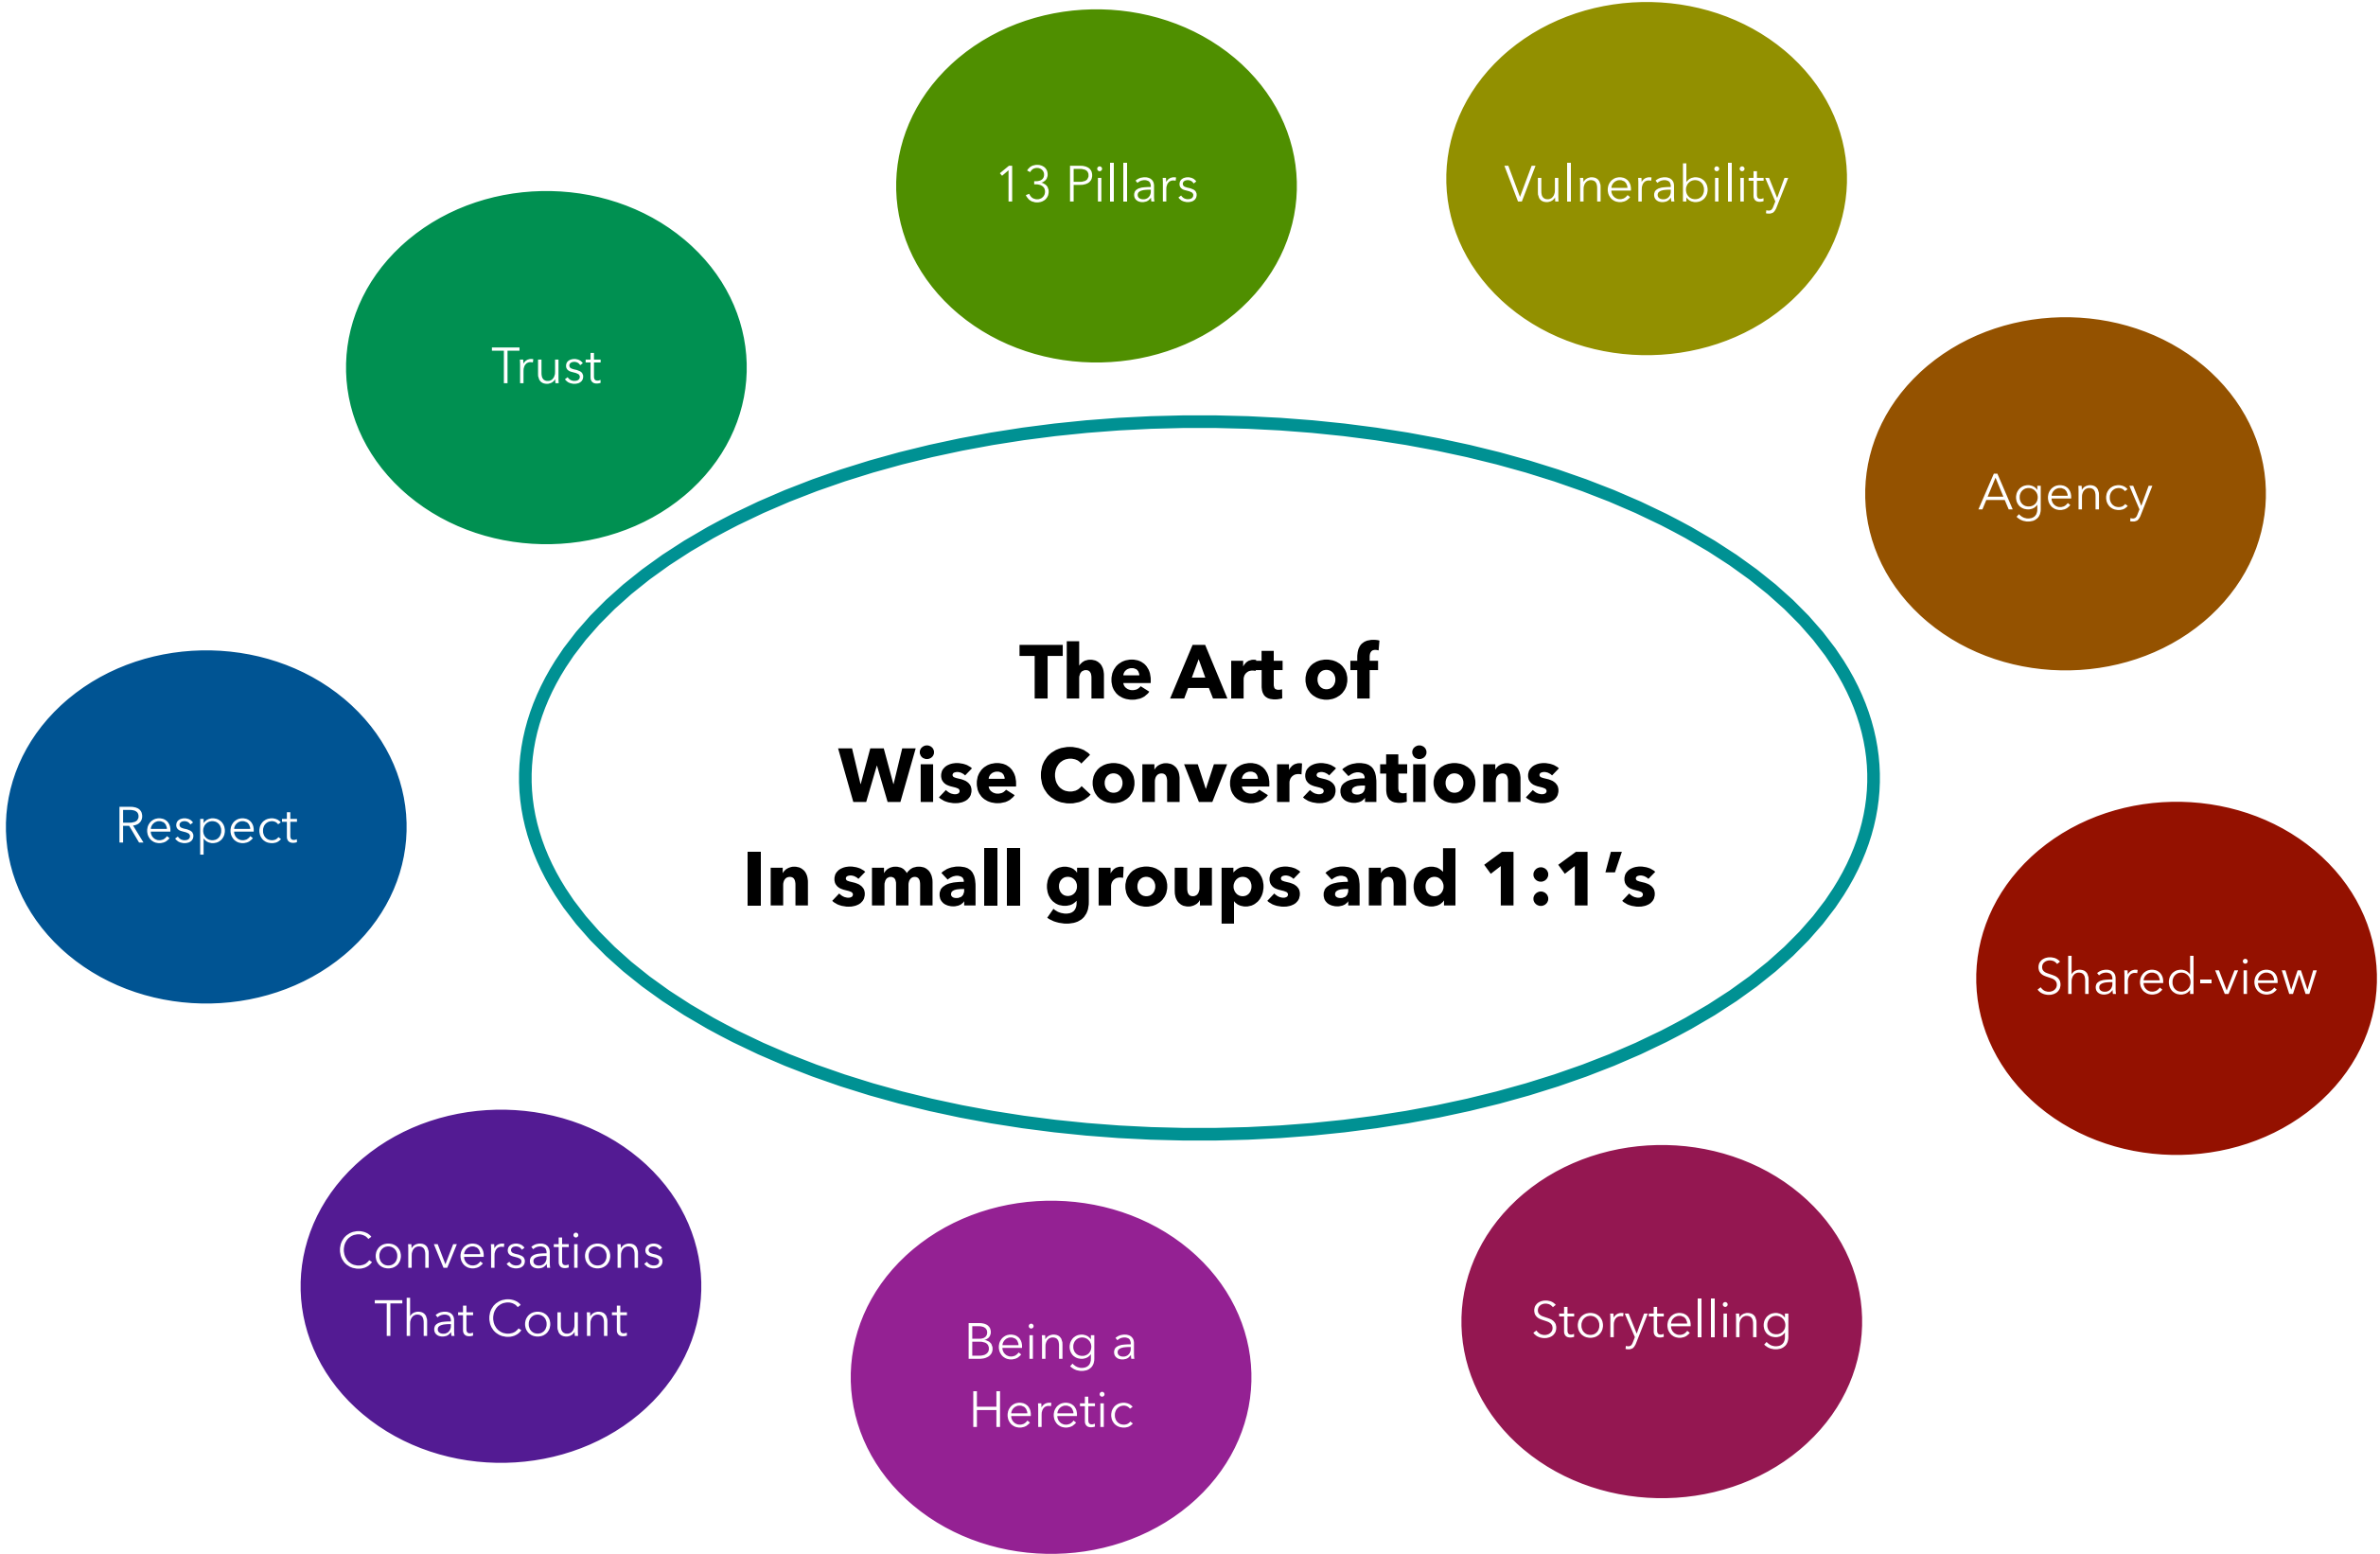 13 Pillars
Vulnerability
Trust
Agency
The Art of
Wise Conversations
In small groups and 1:1’s
Respect
Shared-view
Conversations
That Count
Being a
Heretic
Storytelling